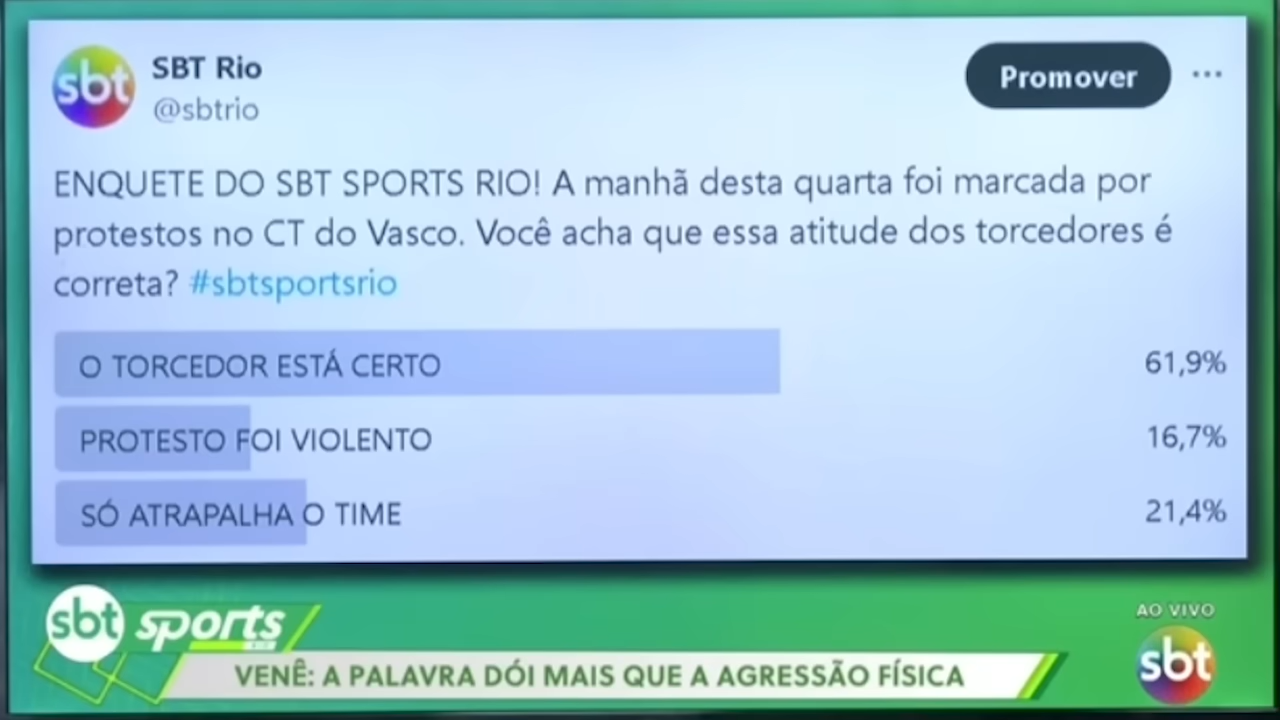 sbt
SBT Rio
@sbtrio
Promover
ENQUETE DO SBT SPORTS RIO! A manhã desta quarta foi marcada por
protestos no CT do Vasco. Você acha que essa atitude dos torcedores é
correta? #sbtsportsrio
O TORCEDOR ESTÁ CERTO 61,9%
PROTESTO FOI VIOLENTO 16,7%
SÓ ATRAPALHA O TIME 21,4%
sbt sports
AO VIVO
sbt
VENÊ: A PALAVRA DÓI MAIS QUE A AGRESSÃO FÍSICA